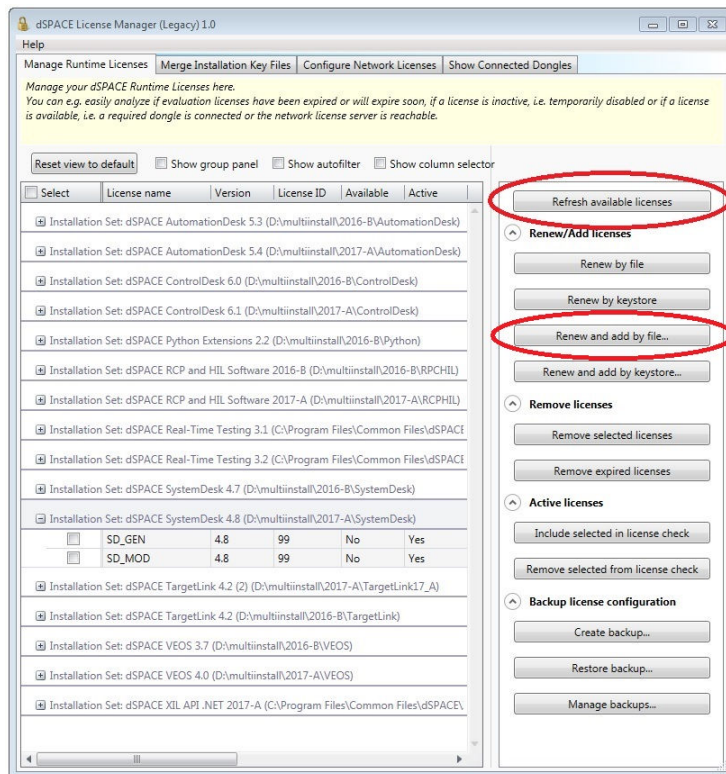 dSPACE License Manager (Legacy) 1.0
Help
Manage Runtime Licenses Merge Installation Key Files Configure Network Licenses Show Connected Dongles
Manage your dSPACE Runtime Licenses here.
You can e.g. easily analyze if evaluation licenses have been expired or will expire soon, if a license is inactive, i.e. temporarily disabled or if a license
is available, i.e. a required dongle is connected or the network license server is reachable.
Reset view to default Show group panel Show autofilter Show column selector
Select License name Version License ID Available Active
Installation Set: dSPACE AutomationDesk 5.3 (D:\multiinstall\2016-B\AutomationDesk)
Installation Set: dSPACE AutomationDesk 5.4 (D:\multiinstall\2017-A\AutomationDesk)
Installation Set: dSPACE ControlDesk 6.0 (D:\multiinstall\2016-B\ControlDesk)
Installation Set: dSPACE ControlDesk 6.1 (D:\multiinstall\2017-A\ControlDesk)
Installation Set: dSPACE Python Extensions 2.2 (D:\multiinstall\2016-B\Python)
Installation Set: dSPACE RCP and HIL Software 2016-B (D:\multiinstall\2016-B\RPCHIL)
Installation Set: dSPACE RCP and HIL Software 2017-A (D:\multiinstall\2017-A\RCPHIL)
Installation Set: dSPACE Real-Time Testing 3.1 (C:\Program Files\Common Files\dSPACE
Installation Set: dSPACE Real-Time Testing 3.2 (C:\Program Files\Common Files\dSPACE
Installation Set: dSPACE SystemDesk 4.7 (D:\multiinstall\2016-B\SystemDesk)
Installation Set: dSPACE SystemDesk 4.8 (D:\multiinstall\2017-A\SystemDesk)
SD_GEN 4.8 99 No Yes
SD_MOD 4.8 99 No Yes
Installation Set: dSPACE TargetLink 4.2 (2) (D:\multiinstall\2017-A\TargetLink17_A)
Installation Set: dSPACE TargetLink 4.2 (D:\multiinstall\2016-B\TargetLink)
Installation Set: dSPACE VEOS 3.7 (D:\multiinstall\2016-B\VEOS)
Installation Set: dSPACE VEOS 4.0 (D:\multiinstall\2017-A\VEOS)
Installation Set: dSPACE XIL API .NET 2017-A (C:\Program Files\Common Files\dSPACE\
Refresh available licenses
Renew/Add licenses
Renew by file
Renew by keystore
Renew and add by file...
Renew and add by keystore...
Remove licenses
Remove selected licenses
Remove expired licenses
Active licenses
Include selected in license check
Remove selected from license check
Backup license configuration
Create backup...
Restore backup...
Manage backups...